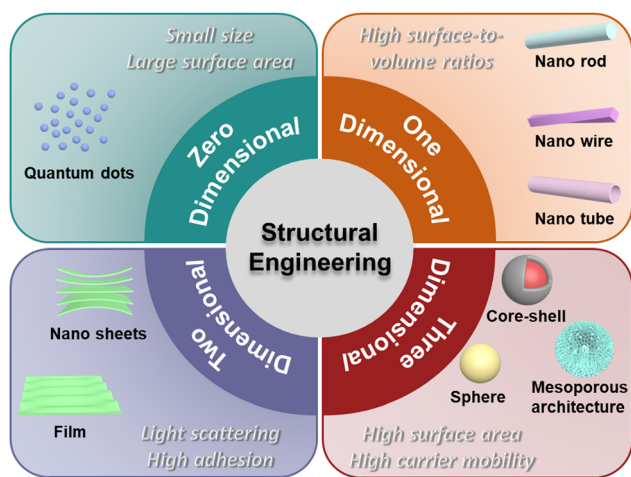 Small size
Large surface area
Quantum dots
Zero
Dimensional
High surface-to-
volume ratios
Nano rod
Nano wire
Nano tube
One
Dimensional
Structural
Engineering
Nano sheets
Film
Two
Dimensional
Light scattering
High adhesion
Three
Dimensional
Core-shell
Sphere
Mesoporous
architecture
High surface area
High carrier mobility